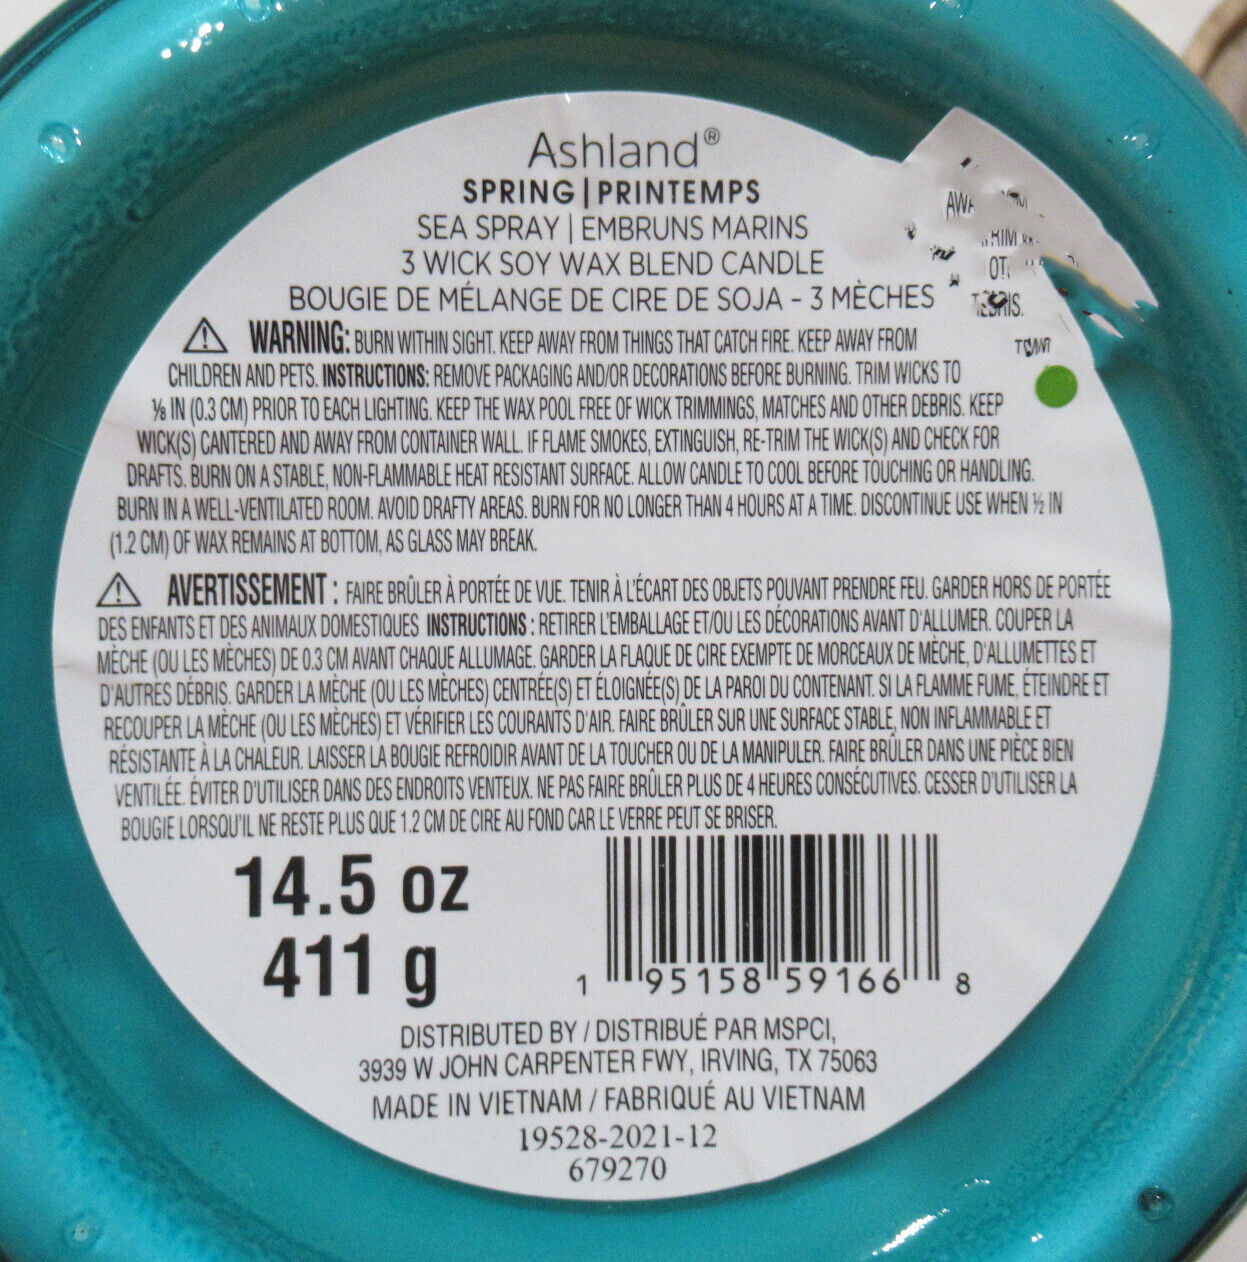 Ashland®
SPRING | PRINTEMPS
SEA SPRAY | EMBRUNS MARINS
3 WICK SOY WAX BLEND CANDLE
BOUGIE DE MÉLANGE DE CIRE DE SOJA - 3 MÈCHES
WARNING: BURN WITHIN SIGHT. KEEP AWAY FROM THINGS THAT CATCH FIRE. KEEP AWAY FROM
CHILDREN AND PETS. INSTRUCTIONS: REMOVE PACKAGING AND/OR DECORATIONS BEFORE BURNING. TRIM WICKS TO
⅛ IN (0.3 CM) PRIOR TO EACH LIGHTING. KEEP THE WAX POOL FREE OF WICK TRIMMINGS, MATCHES AND OTHER DEBRIS. KEEP
WICK(S) CANTERED AND AWAY FROM CONTAINER WALL. IF FLAME SMOKES, EXTINGUISH, RE-TRIM THE WICK(S) AND CHECK FOR
DRAFTS. BURN ON A STABLE, NON-FLAMMABLE HEAT RESISTANT SURFACE. ALLOW CANDLE TO COOL BEFORE TOUCHING OR HANDLING.
BURN IN A WELL-VENTILATED ROOM. AVOID DRAFTY AREAS. BURN FOR NO LONGER THAN 4 HOURS AT A TIME. DISCONTINUE USE WHEN ½ IN
(1.2 CM) OF WAX REMAINS AT BOTTOM, AS GLASS MAY BREAK.
AVERTISSEMENT : FAIRE BRÛLER À PORTÉE DE VUE. TENIR À L'ÉCART DES OBJETS POUVANT PRENDRE FEU. GARDER HORS DE PORTÉE
DES ENFANTS ET DES ANIMAUX DOMESTIQUES INSTRUCTIONS : RETIRER L'EMBALLAGE ET/OU LES DÉCORATIONS AVANT D'ALLUMER. COUPER LA
MÈCHE (OU LES MÈCHES) DE 0.3 CM AVANT CHAQUE ALLUMAGE. GARDER LA FLAQUE DE CIRE EXEMPTE DE MORCEAUX DE MÈCHE, D'ALLUMETTES ET
D'AUTRES DÉBRIS. GARDER LA MÈCHE (OU LES MÈCHES) CENTRÉE(S) ET ÉLOIGNÉE(S) DE LA PAROI DU CONTENANT. SI LA FLAMME FUME, ÉTEINDRE ET
RECOUPER LA MÈCHE (OU LES MÈCHES) ET VÉRIFIER LES COURANTS D'AIR. FAIRE BRÛLER SUR UNE SURFACE STABLE, NON INFLAMMABLE ET
RÉSISTANTE À LA CHALEUR. LAISSER LA BOUGIE REFROIDIR AVANT DE LA TOUCHER OU DE LA MANIPULER. FAIRE BRÛLER DANS UNE PIÈCE BIEN
VENTILÉE. ÉVITER D'UTILISER DANS DES ENDROITS VENTEUX. NE PAS FAIRE BRÛLER PLUS DE 4 HEURES CONSÉCUTIVES. CESSER D'UTILISER LA
BOUGIE LORSQU'IL NE RESTE PLUS QUE 1.2 CM DE CIRE AU FOND CAR LE VERRE PEUT SE BRISER.
14.5 oz
411 g
1 95158 59166 8
DISTRIBUTED BY / DISTRIBUÉ PAR MSPCI,
3939 W JOHN CARPENTER FWY, IRVING, TX 75063
MADE IN VIETNAM / FABRIQUÉ AU VIETNAM
19528-2021-12
679270